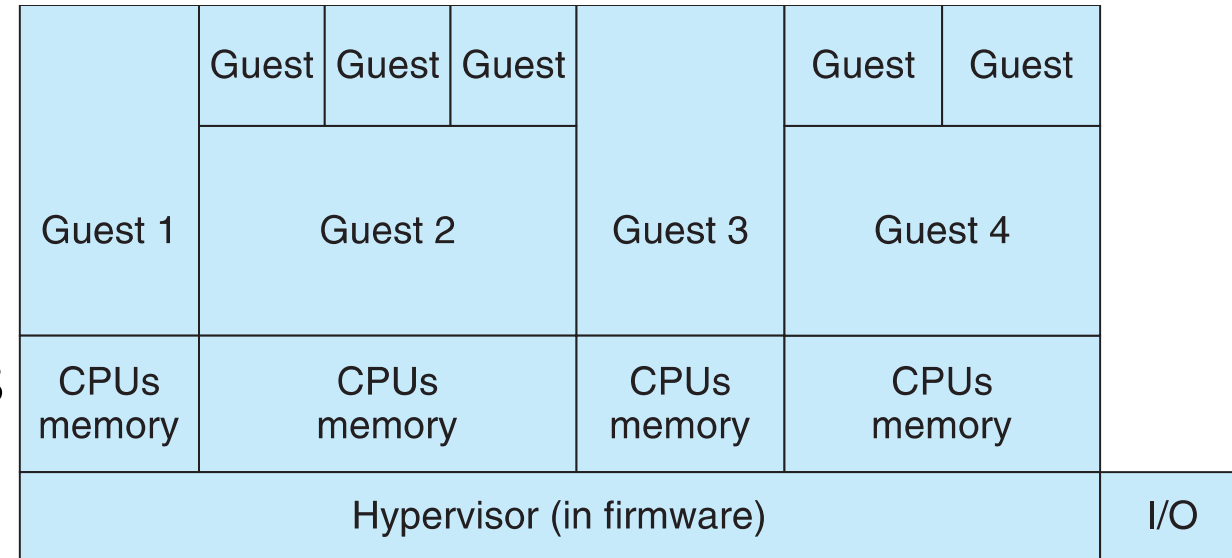 Guest Guest Guest Guest Guest
Guest 1 Guest 2 Guest 3 Guest 4
CPUs CPUs CPUs CPUs
memory memory memory memory
Hypervisor (in firmware) I/O